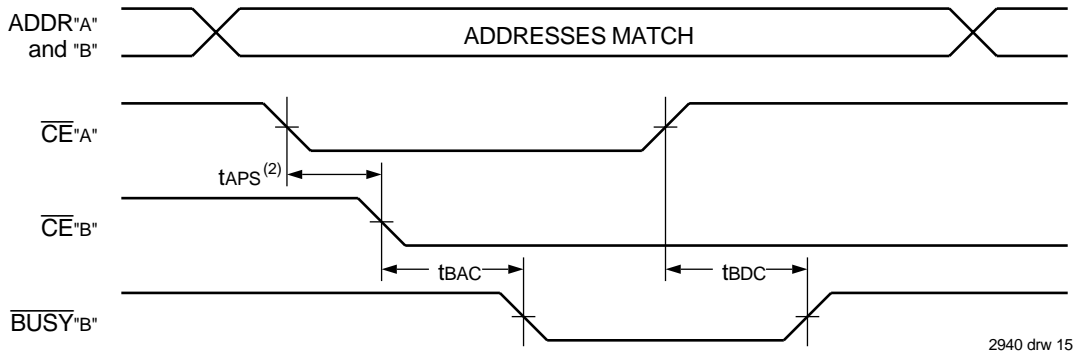 ADDR"A"
and "B"
ADDRESSES MATCH
CE"A"
tAPS(2)
CE"B"
tBAC
tBDC
BUSY"B"
2940 drw 15